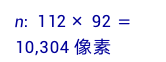 n: 112 × 92 =
10,304 像素